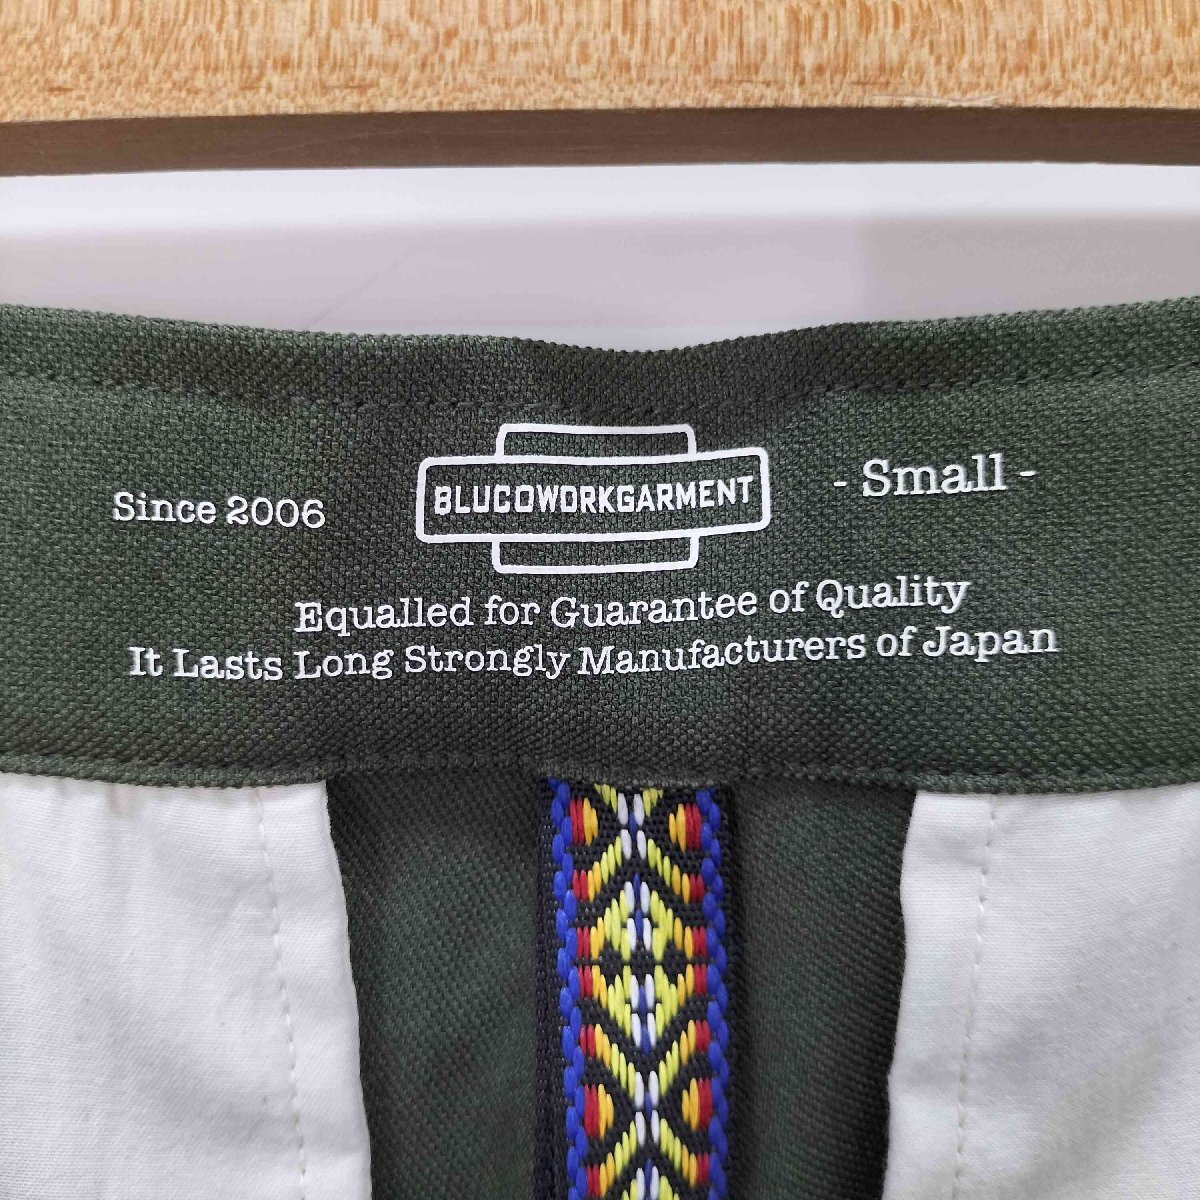 Since 2006
BLUCOWORKGARMENT
- Small -
Equalled for Guarantee of Quality
It Lasts Long Strongly Manufacturers of Japan